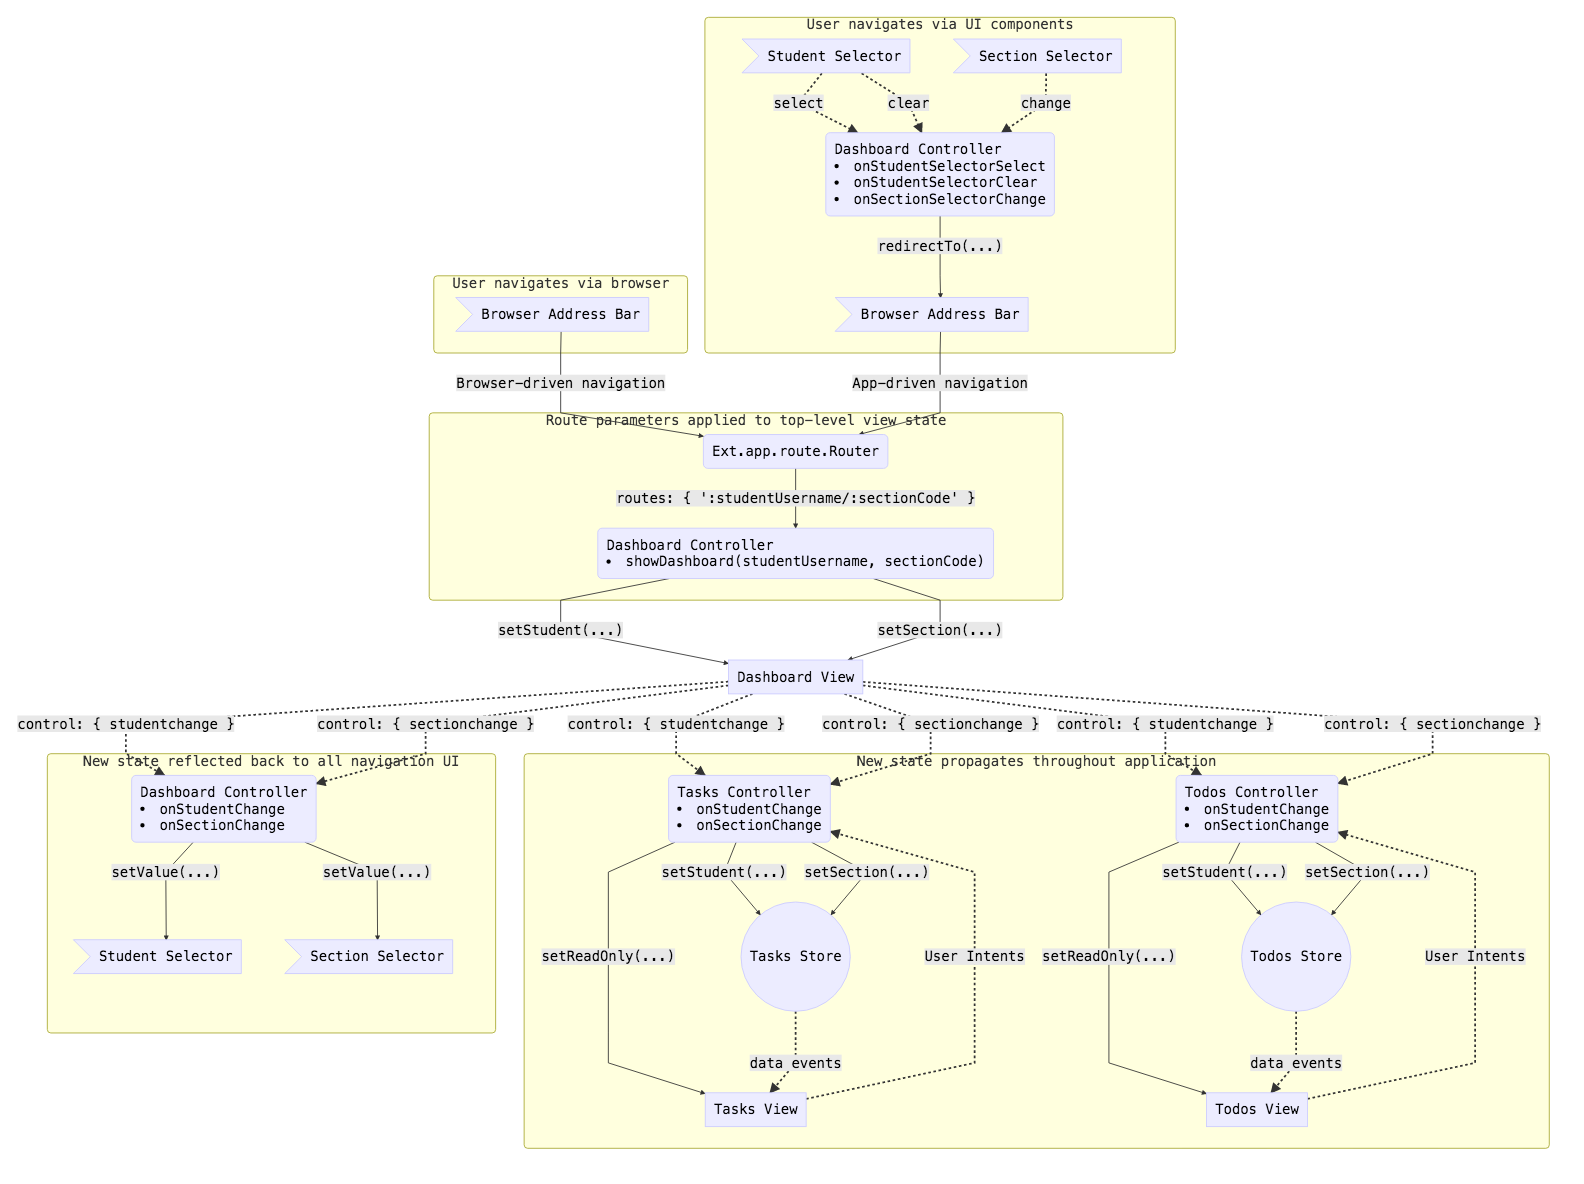 User navigates via UI components
Student Selector
Section Selector
select
clear
change
Dashboard Controller
• onStudentSelectorSelect
• onStudentSelectorClear
• onSectionSelectorChange
redirectTo(...)
User navigates via browser
Browser Address Bar
Browser Address Bar
Browser-driven navigation
App-driven navigation
Route parameters applied to top-level view state
Ext.app.route.Router
routes: { ':studentUsername/:sectionCode' }
Dashboard Controller
• showDashboard(studentUsername, sectionCode)
setStudent(...)
setSection(...)
Dashboard View
control: { studentchange }
control: { sectionchange }
control: { studentchange }
control: { sectionchange }
control: { studentchange }
control: { sectionchange }
New state reflected back to all navigation UI
Dashboard Controller
• onStudentChange
• onSectionChange
setValue(...)
setValue(...)
Student Selector
Section Selector
New state propagates throughout application
Tasks Controller
• onStudentChange
• onSectionChange
setStudent(...)
setSection(...)
setReadOnly(...)
Tasks Store
User Intents
data events
Tasks View
Todos Controller
• onStudentChange
• onSectionChange
setStudent(...)
setSection(...)
setReadOnly(...)
Todos Store
User Intents
data events
Todos View